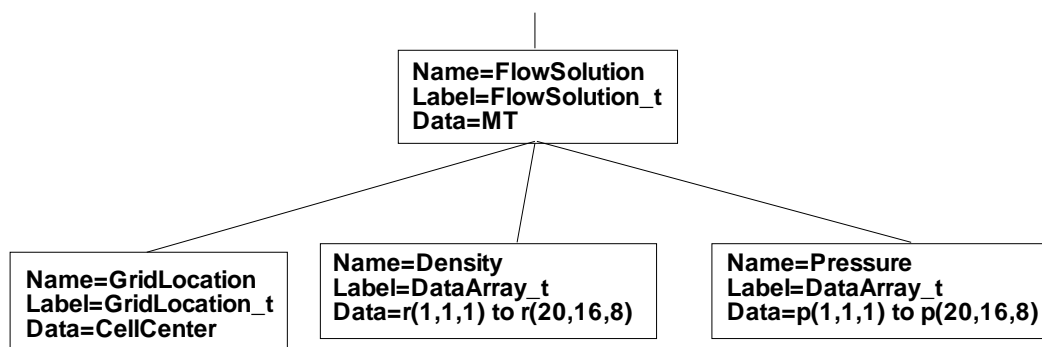 Name=FlowSolution
Label=FlowSolution_t
Data=MT
Name=GridLocation
Label=GridLocation_t
Data=CellCenter
Name=Density
Label=DataArray_t
Data=r(1,1,1) to r(20,16,8)
Name=Pressure
Label=DataArray_t
Data=p(1,1,1) to p(20,16,8)